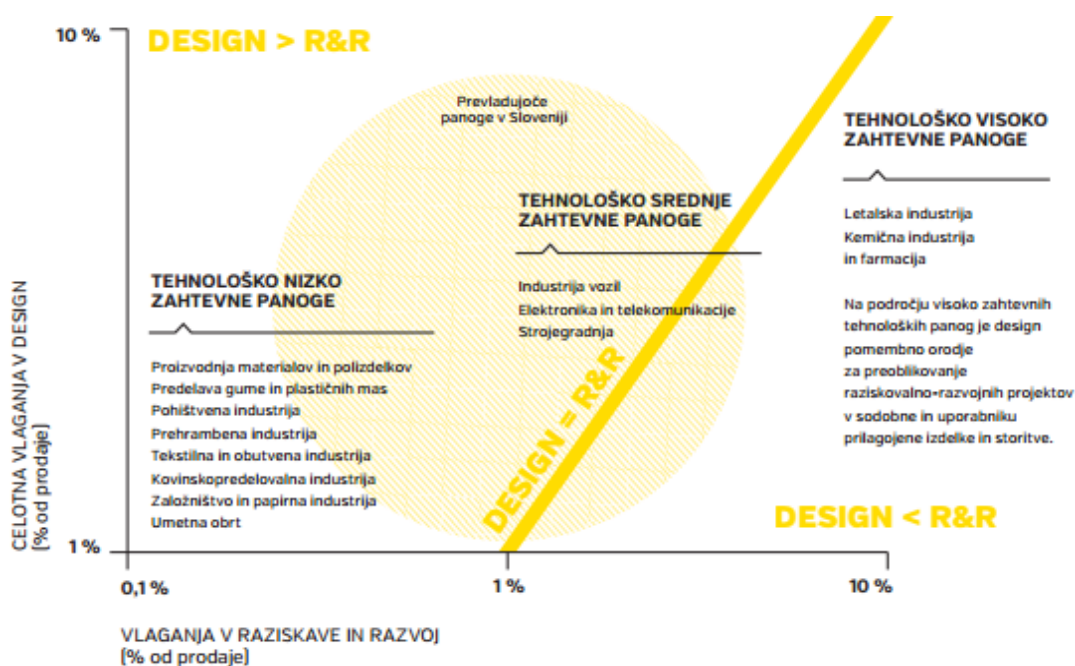 10 %
DESIGN > R&R
Prevladujoče
panoge v Sloveniji
TEHNOLOŠKO VISOKO
ZAHTEVNE PANOGE
Letalska industrija
Kemična industrija
in farmacija
Na področju visoko zahtevnih
tehnoloških panog je design
pomembno orodje
za preoblikovanje
raziskovalno-razvojnih projektov
v sodobne in uporabniku
prilagojene izdelke in storitve.
TEHNOLOŠKO SREDNJE
ZAHTEVNE PANOGE
Industrija vozil
Elektronika in telekomunikacije
Strojegradnja
TEHNOLOŠKO NIZKO
ZAHTEVNE PANOGE
Proizvodnja materialov in polizdelkov
Predelava gume in plastičnih mas
Pohištvena industrija
Prehrambena industrija
Tekstilna in obutvena industrija
Kovinskopredelovalna industrija
Založništvo in papirna industrija
Umetna obrt
DESIGN = R&R
DESIGN < R&R
CELOTNA VLAGANJA V DESIGN
(% od prodaje)
1 %
0,1 %
1 %
10 %
VLAGANJA V RAZISKAVE IN RAZVOJ
(% od prodaje)